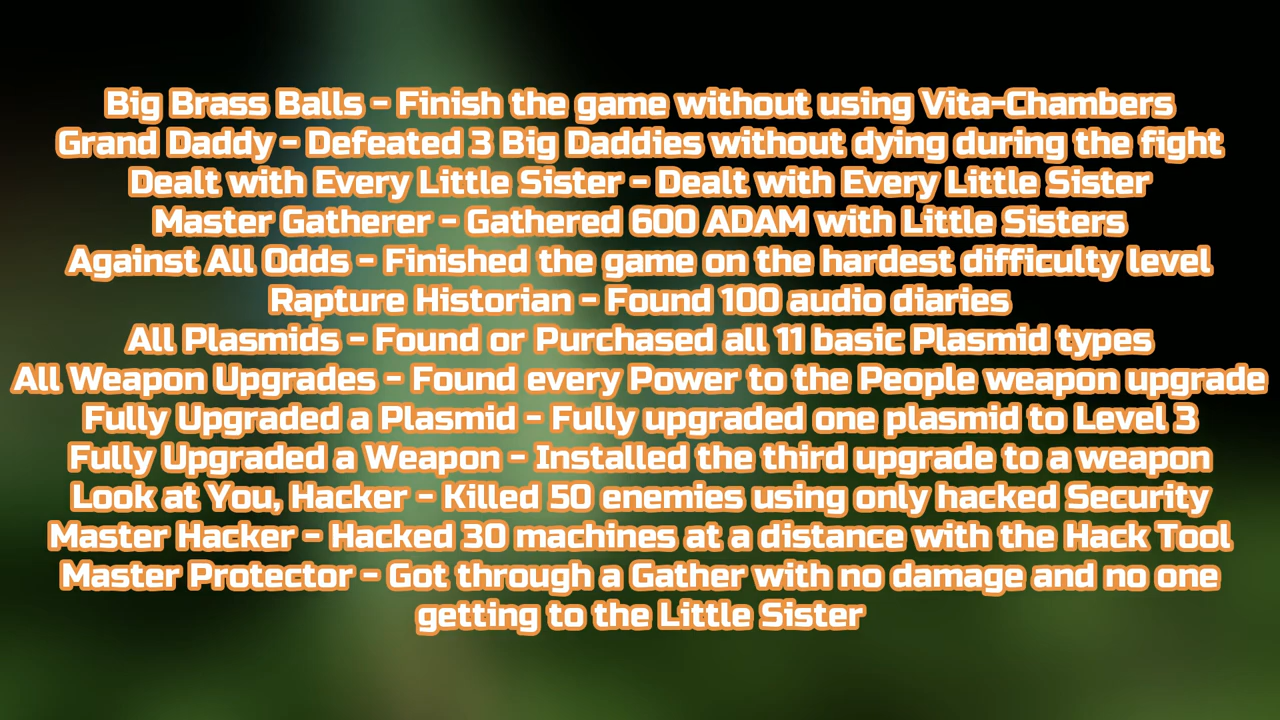 Big Brass Balls - Finish the game without using Vita-Chambers
Grand Daddy - Defeated 3 Big Daddies without dying during the fight
Dealt with Every Little Sister - Dealt with Every Little Sister
Master Gatherer - Gathered 600 ADAM with Little Sisters
Against All Odds - Finished the game on the hardest difficulty level
Rapture Historian - Found 100 audio diaries
All Plasmids - Found or Purchased all 11 basic Plasmid types
All Weapon Upgrades - Found every Power to the People weapon upgrade
Fully Upgraded a Plasmid - Fully upgraded one plasmid to Level 3
Fully Upgraded a Weapon - Installed the third upgrade to a weapon
Look at You, Hacker - Killed 50 enemies using only hacked Security
Master Hacker - Hacked 30 machines at a distance with the Hack Tool
Master Protector - Got through a Gather with no damage and no one
getting to the Little Sister